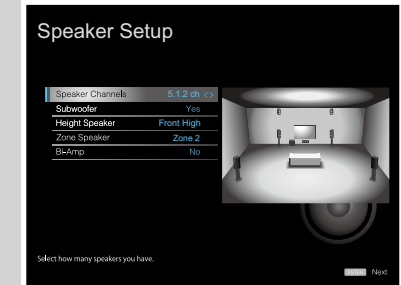 Speaker Setup
Speaker Channels 5.1.2 ch < >
Subwoofer Yes
Height Speaker Front High
Zone Speaker Zone 2
Bi-Amp No
Select how many speakers you have.
ENTER Next